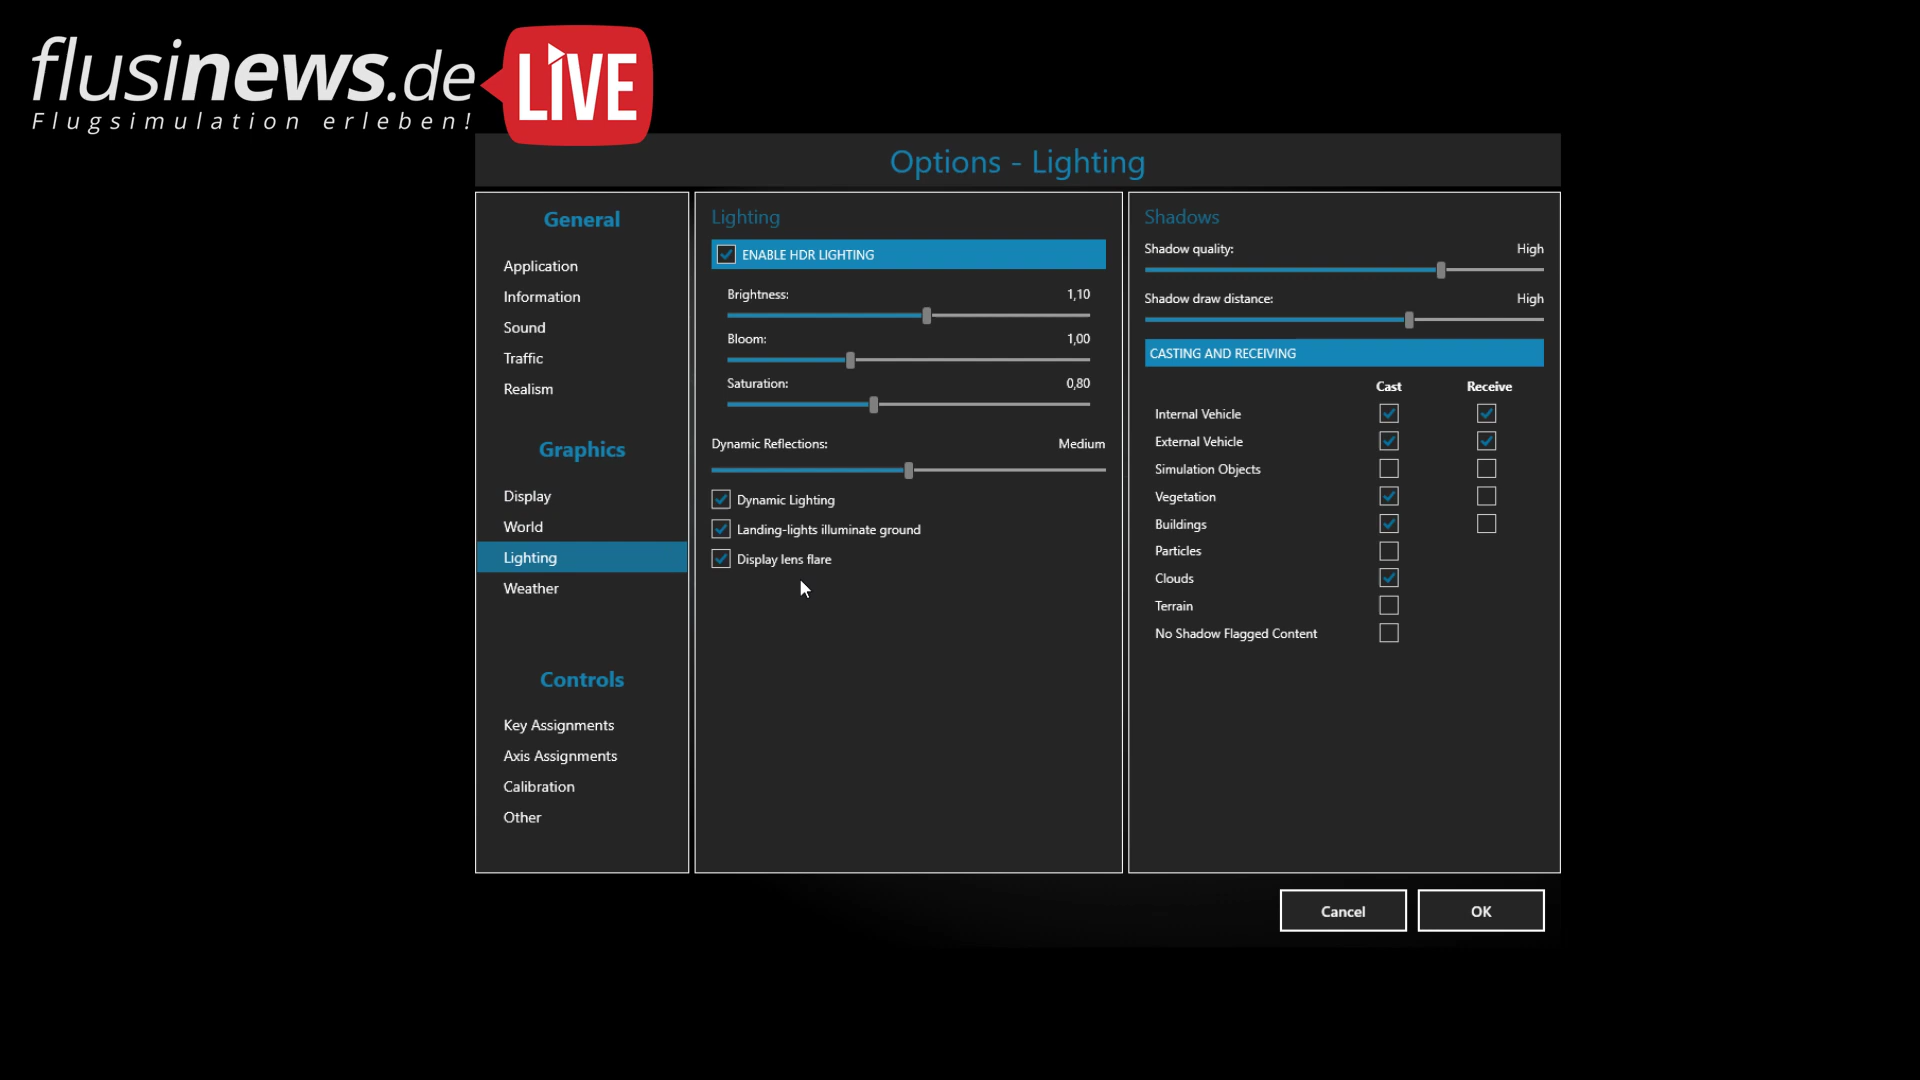 flusinews.de LIVE
Flugsimulation erleben!
Options - Lighting
General
Application
Information
Sound
Traffic
Realism
Graphics
Display
World
Lighting
Weather
Controls
Key Assignments
Axis Assignments
Calibration
Other
Lighting
ENABLE HDR LIGHTING
Brightness: 1,10
Bloom: 1,00
Saturation: 0,80
Dynamic Reflections: Medium
Dynamic Lighting
Landing-lights illuminate ground
Display lens flare
Shadows
Shadow quality: High
Shadow draw distance: High
CASTING AND RECEIVING
Cast Receive
Internal Vehicle
External Vehicle
Simulation Objects
Vegetation
Buildings
Particles
Clouds
Terrain
No Shadow Flagged Content
Cancel OK